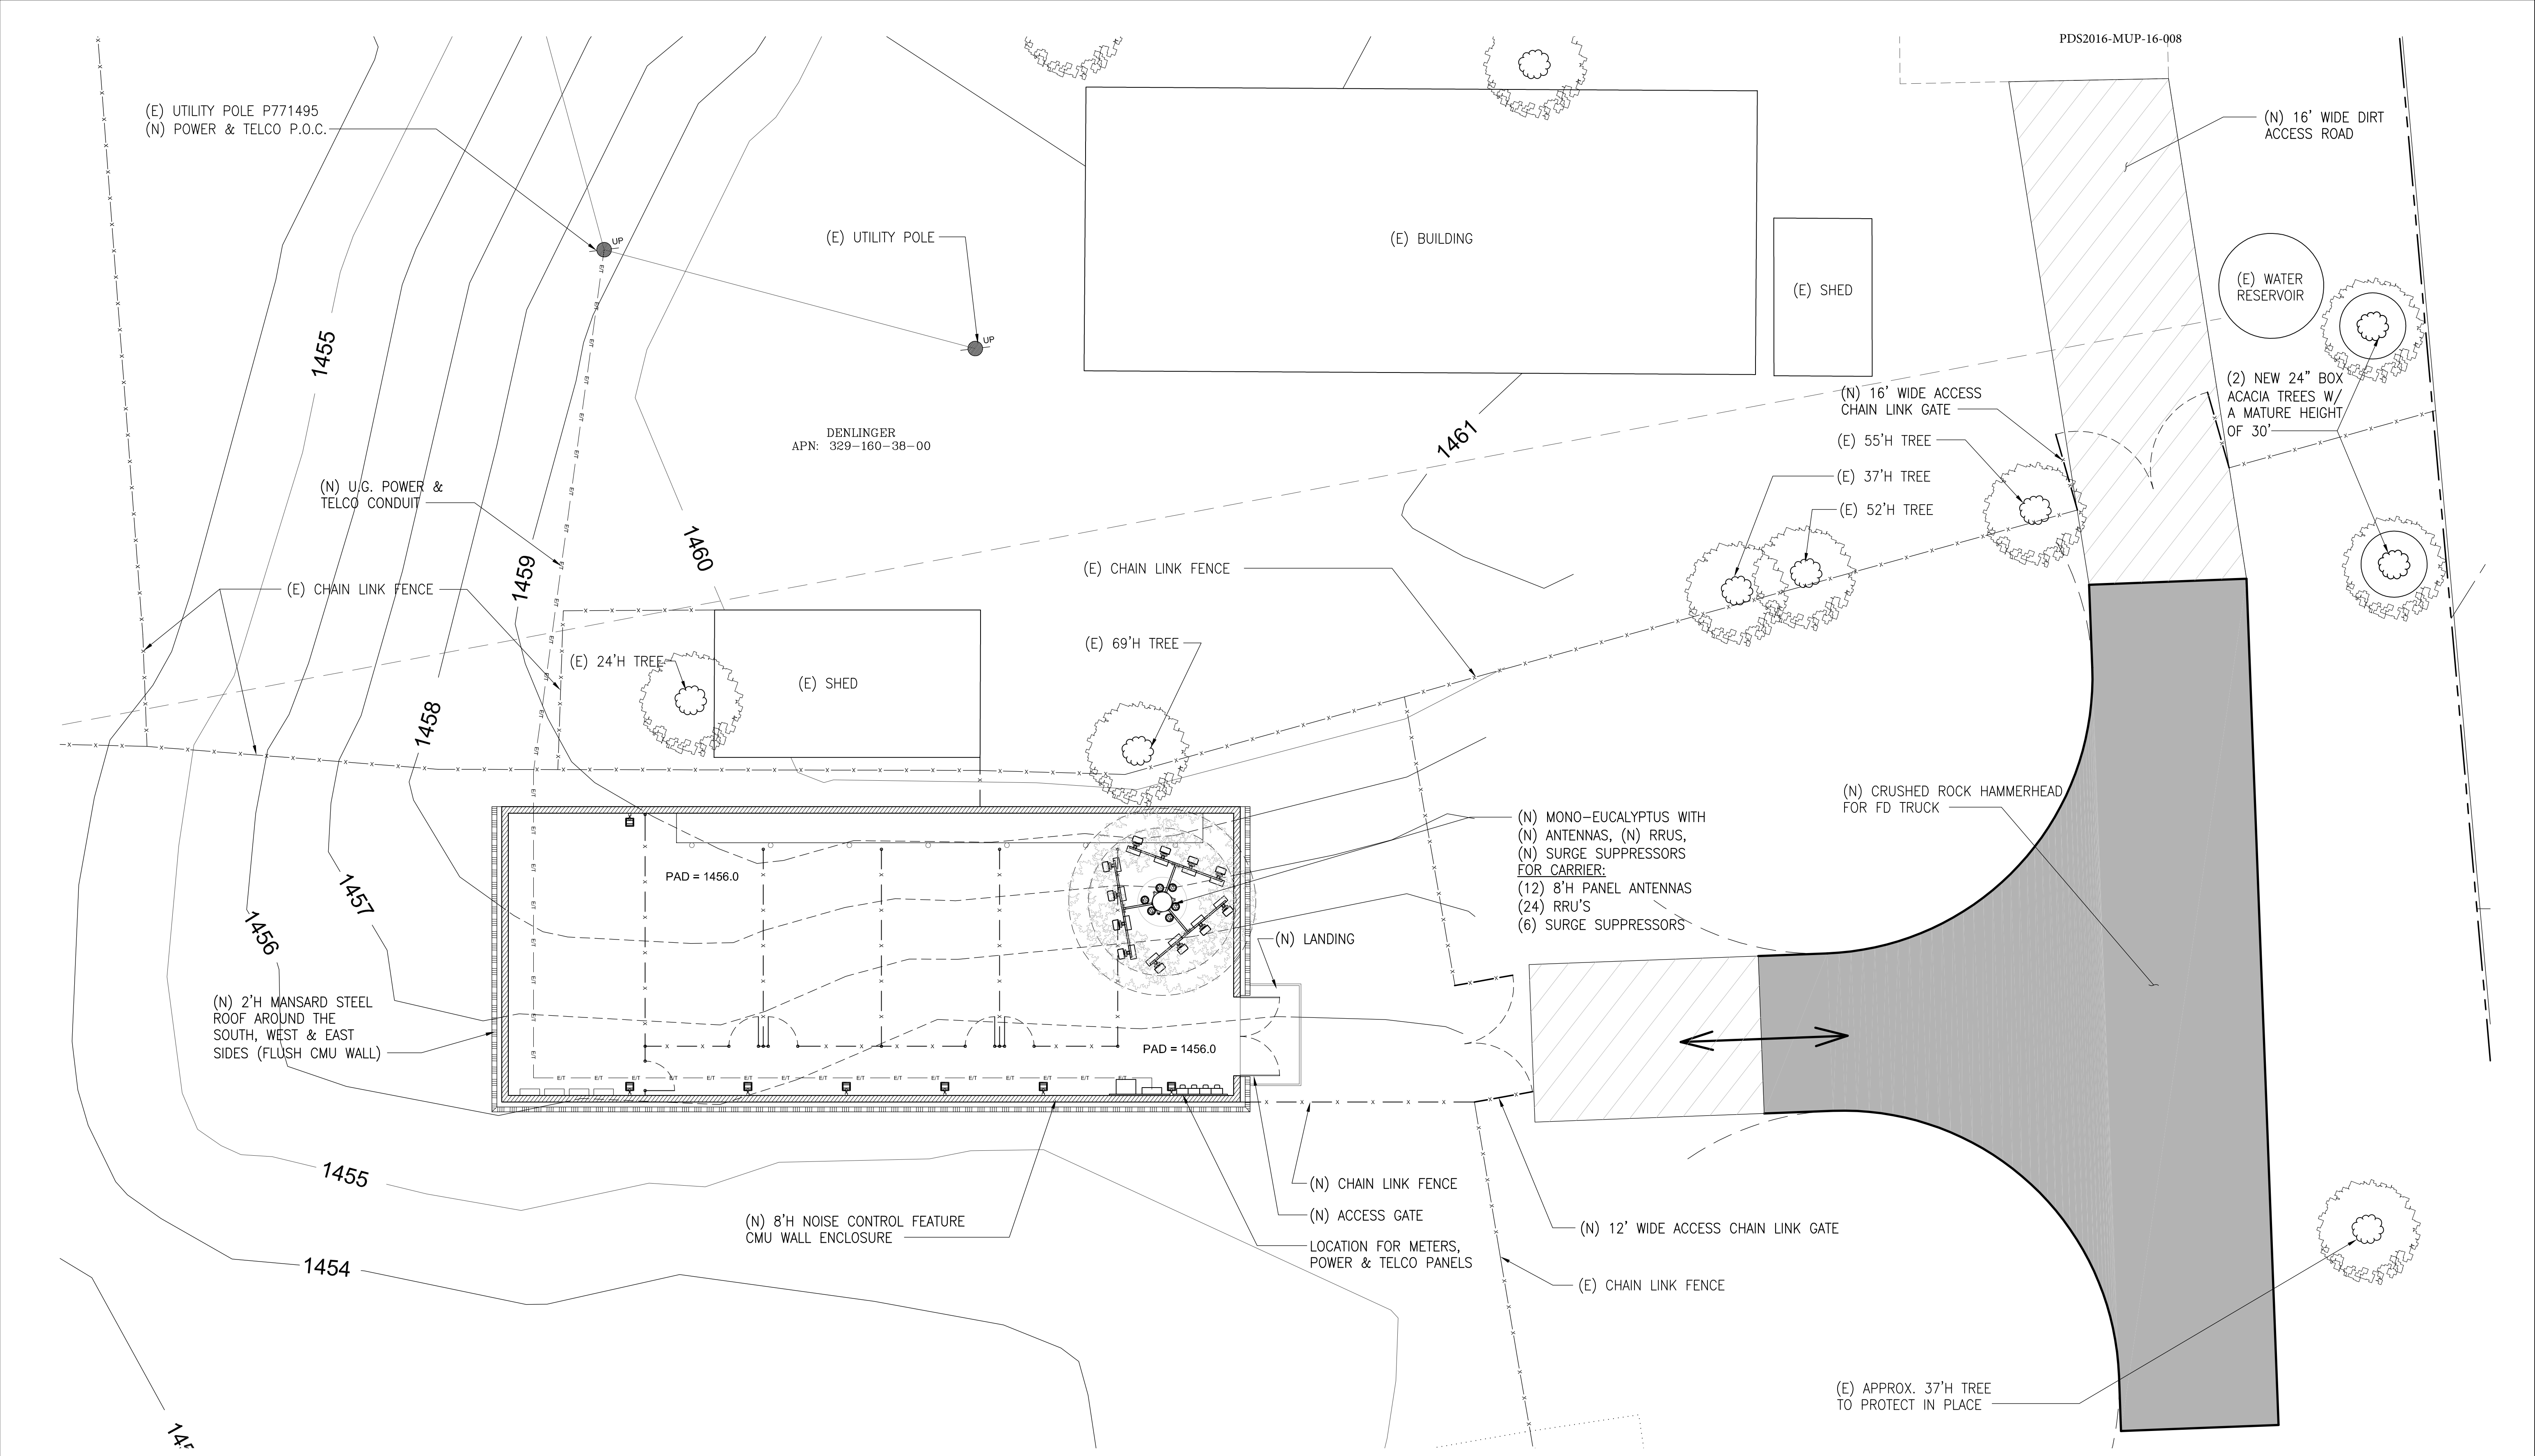 PDS2016-MUP-16-008
(E) UTILITY POLE P771495
(N) POWER & TELCO P.O.C.
(N) 16' WIDE DIRT
ACCESS ROAD
UP
(E) UTILITY POLE
UP
(E) BUILDING
(E) SHED
(E) WATER
RESERVOIR
1455
(2) NEW 24" BOX
ACACIA TREES W/
A MATURE HEIGHT
OF 30'
(N) 16' WIDE ACCESS
CHAIN LINK GATE
DENLINGER
APN: 329-160-38-00
1461
(E) 55'H TREE
(E) 37'H TREE
(E) 52'H TREE
(N) U.G. POWER &
TELCO CONDUIT
1460
1459
(E) CHAIN LINK FENCE
(E) CHAIN LINK FENCE
(E) 69'H TREE
(E) 24'H TREE
(E) SHED
1458
(N) CRUSHED ROCK HAMMERHEAD
FOR FD TRUCK
(N) MONO-EUCALYPTUS WITH
(N) ANTENNAS, (N) RRUS,
(N) SURGE SUPPRESSORS
FOR CARRIER:
(12) 8'H PANEL ANTENNAS
(24) RRU'S
(6) SURGE SUPPRESSORS
PAD = 1456.0
1457
1456
(N) LANDING
(N) 2'H MANSARD STEEL
ROOF AROUND THE
SOUTH, WEST & EAST
SIDES (FLUSH CMU WALL)
PAD = 1456.0
E/T E/T E/T E/T E/T E/T E/T E/T E/T E/T E/T E/T E/T E/T E/T E/T
1455
(N) CHAIN LINK FENCE
(N) ACCESS GATE
(N) 8'H NOISE CONTROL FEATURE
CMU WALL ENCLOSURE
(N) 12' WIDE ACCESS CHAIN LINK GATE
LOCATION FOR METERS,
POWER & TELCO PANELS
1454
(E) CHAIN LINK FENCE
(E) APPROX. 37'H TREE
TO PROTECT IN PLACE